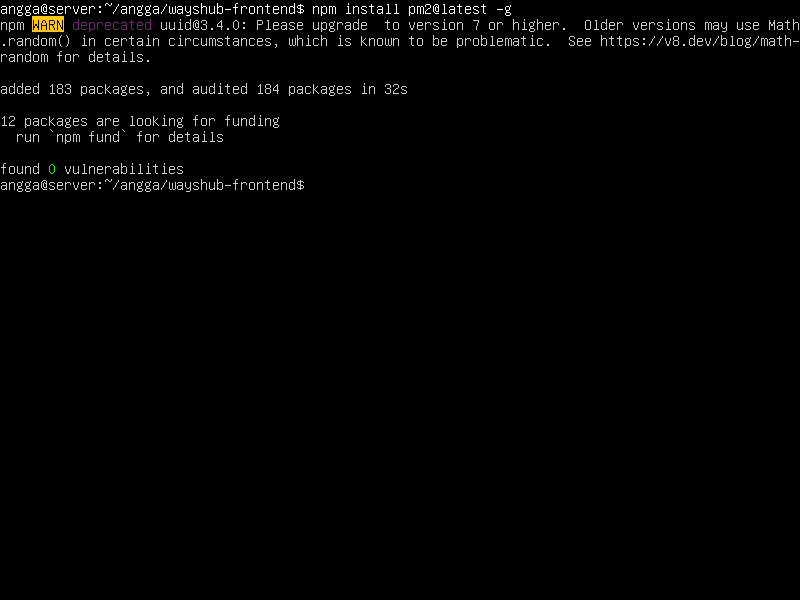 angga@server:~/angga/wayshub-frontend$ npm install pm2@latest -g
npm WARN deprecated uuid@3.4.0: Please upgrade  to version 7 or higher.  Older versions may use Math
.random() in certain circumstances, which is known to be problematic.  See https://v8.dev/blog/math-
random for details.
added 183 packages, and audited 184 packages in 32s
12 packages are looking for funding
  run `npm fund` for details
found 0 vulnerabilities
angga@server:~/angga/wayshub-frontend$